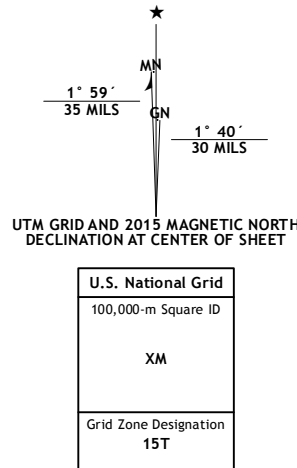 ★
MN
1° 59´
35 MILS
GN
1° 40´
30 MILS
UTM GRID AND 2015 MAGNETIC NORTH
DECLINATION AT CENTER OF SHEET
U.S. National Grid
100,000-m Square ID
XM
Grid Zone Designation
15T